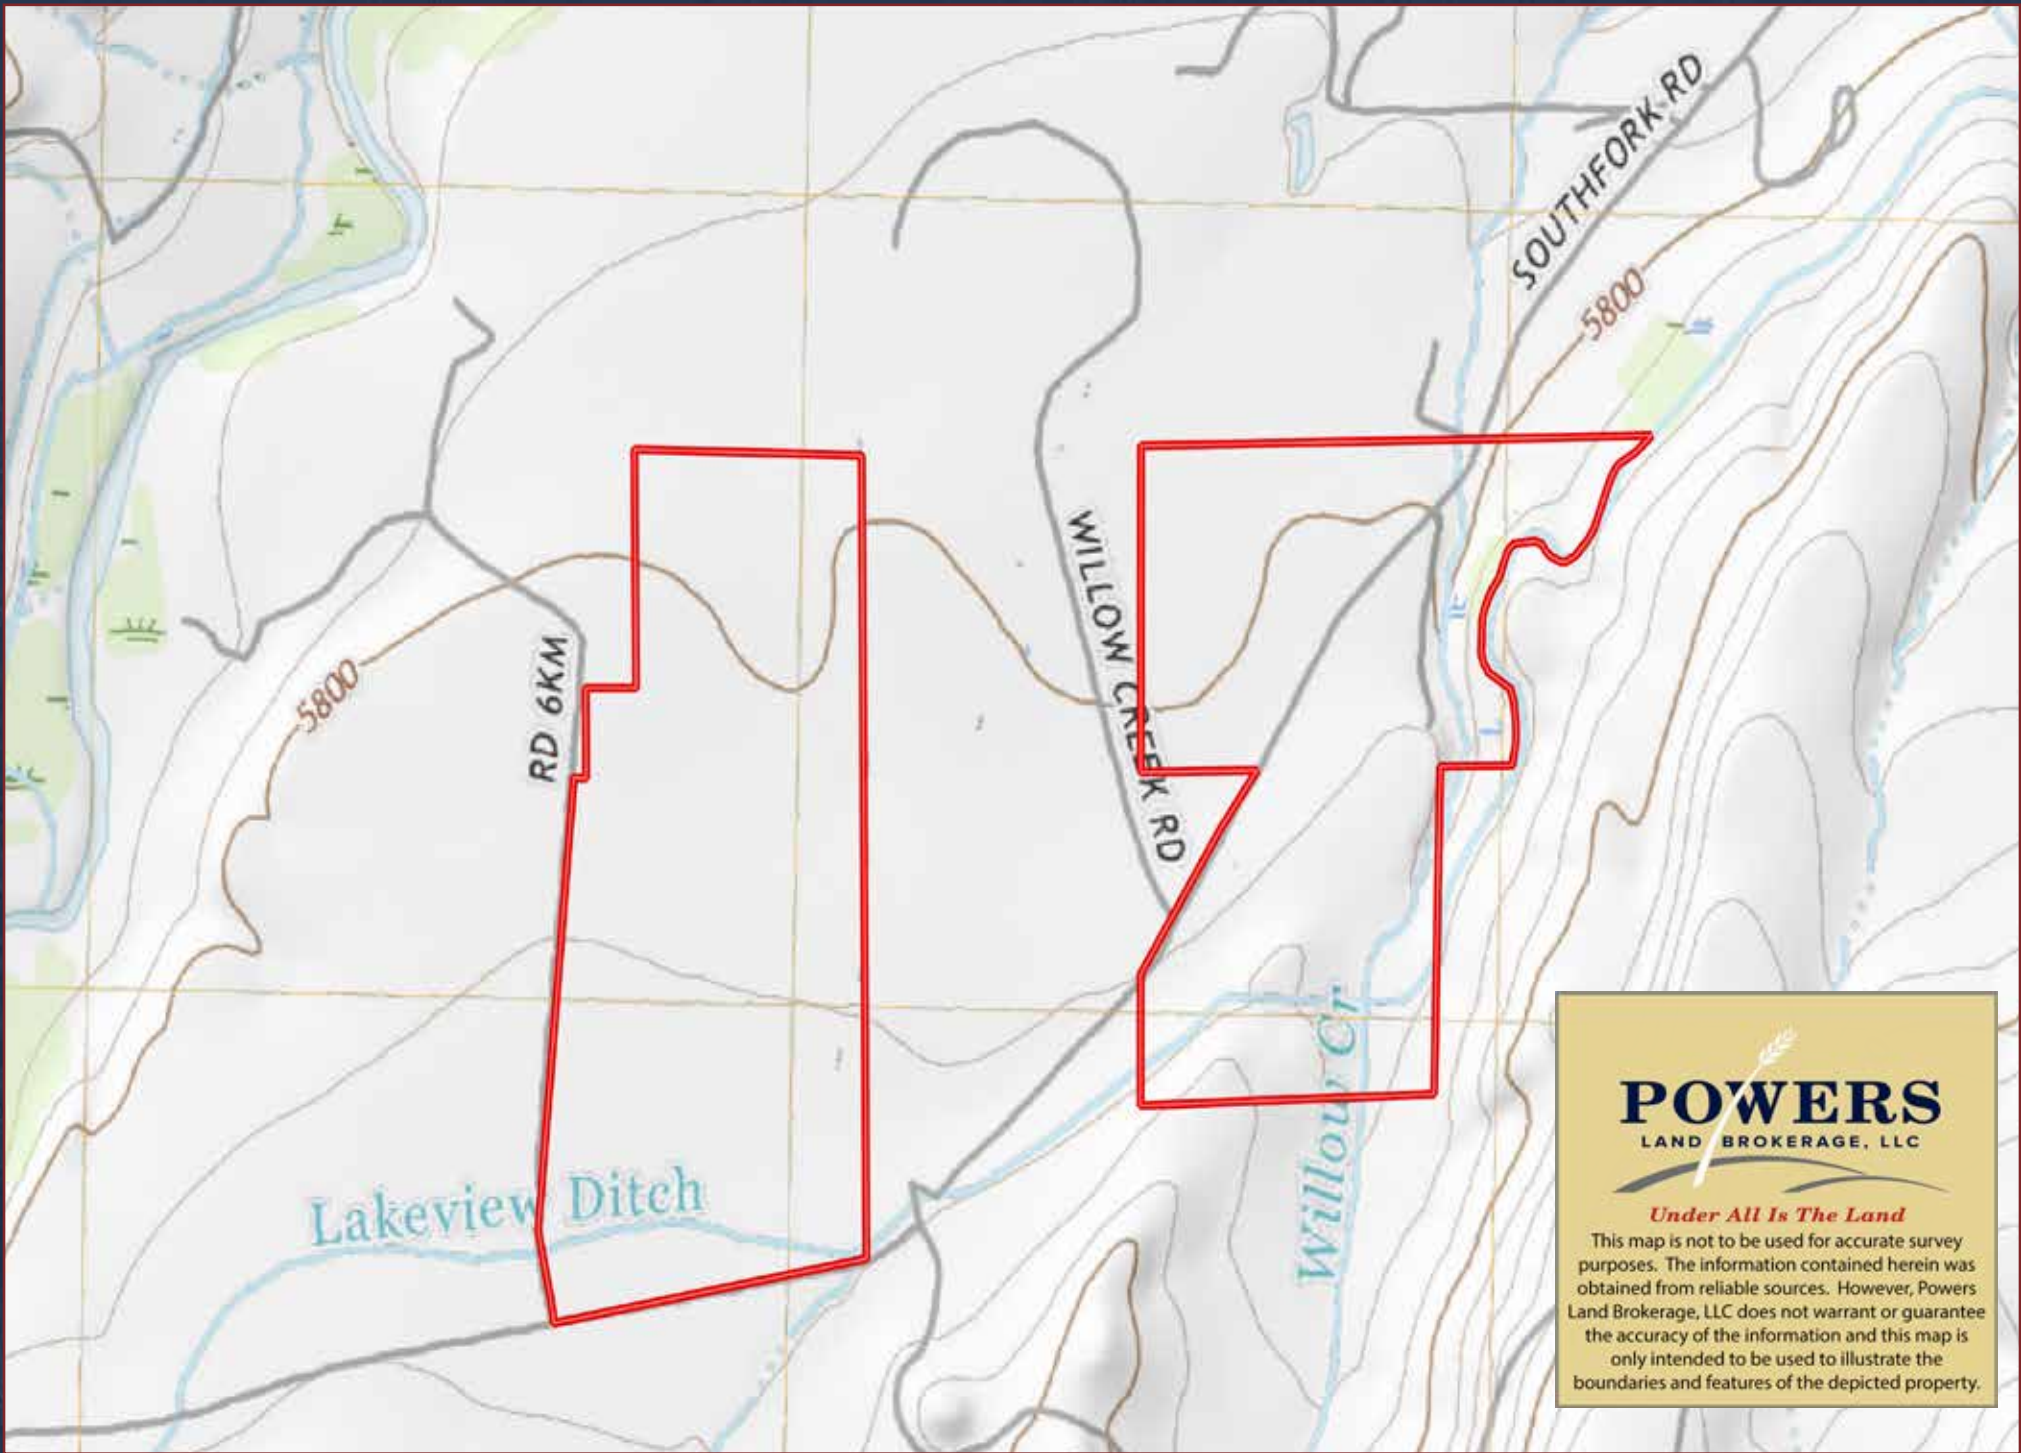 SOUTHFORK RD
5800
WILLOW CREEK RD
RD 6KM
5800
Lakeview Ditch
Willow Cr
POWERS
LAND BROKERAGE, LLC
Under All Is The Land
This map is not to be used for accurate survey
purposes. The information contained herein was
obtained from reliable sources. However, Powers
Land Brokerage, LLC does not warrant or guarantee
the accuracy of the information and this map is
only intended to be used to illustrate the
boundaries and features of the depicted property.